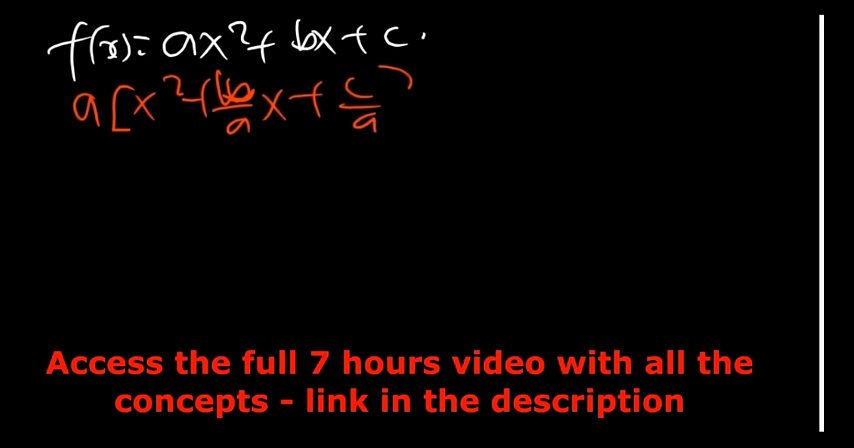 f(x) = ax² + bx + c .
a [x² + b/a x + c/a )
Access the full 7 hours video with all the
concepts - link in the description